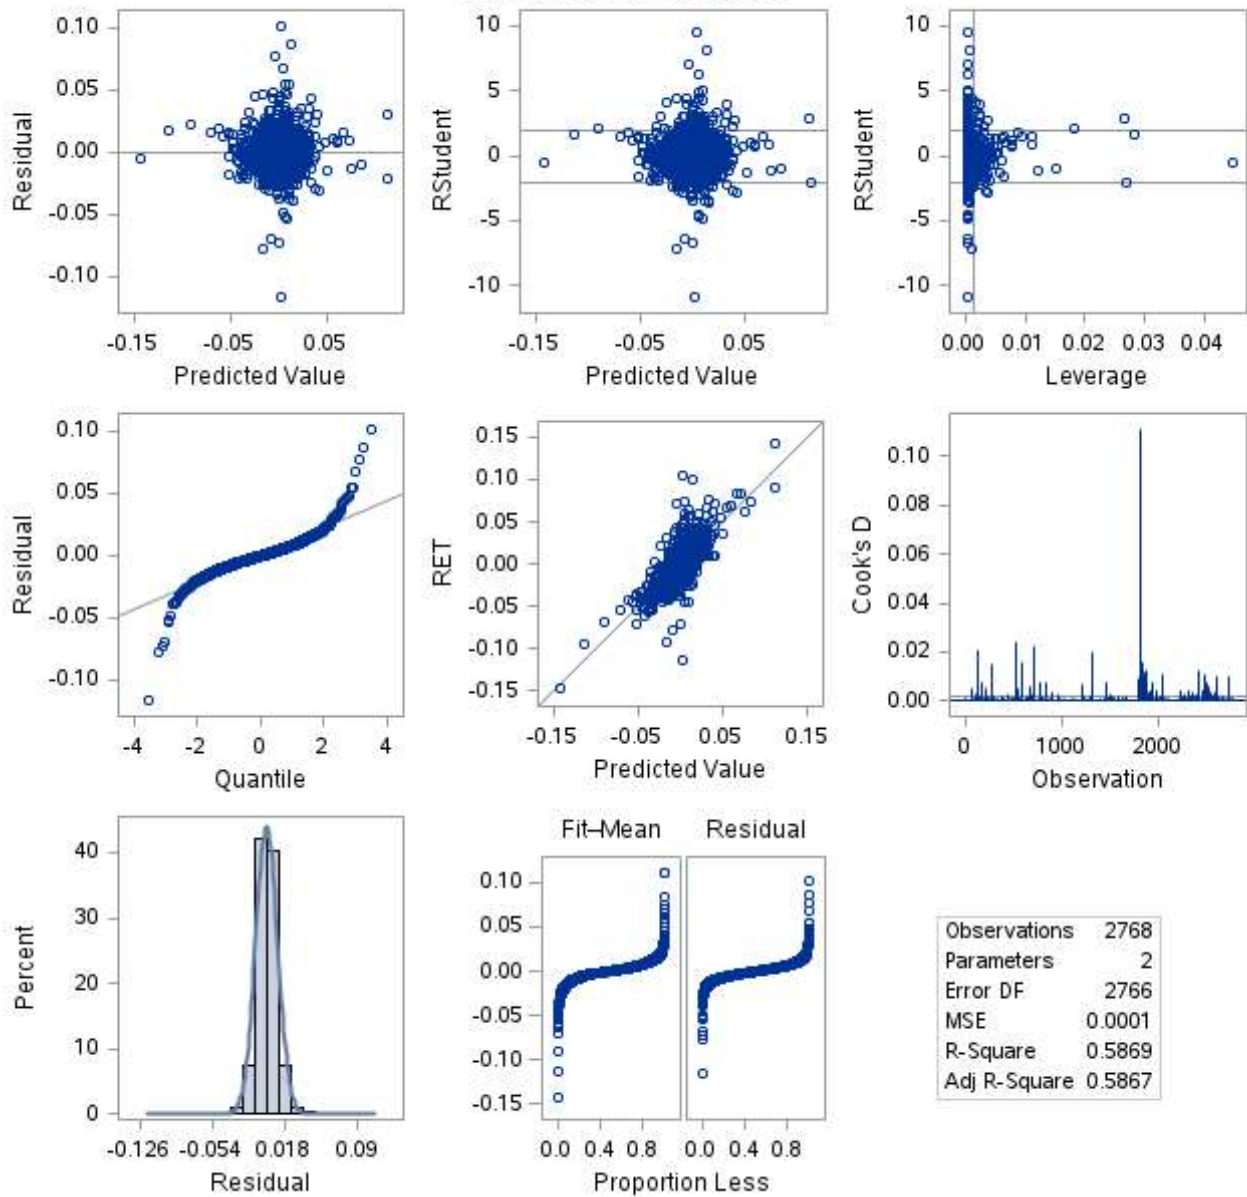 0.10
0.05
0.00
-0.05
-0.10
Residual
-0.15 -0.05 0.05
Predicted Value
10
5
0
-5
-10
RStudent
-0.15 -0.05 0.05
Predicted Value
10
5
0
-5
-10
RStudent
0.00 0.01 0.02 0.03 0.04
Leverage
0.10
0.05
0.00
-0.05
-0.10
Residual
-4 -2 0 2 4
Quantile
0.15
0.10
0.05
0.00
-0.05
-0.10
-0.15
RET
-0.15 -0.05 0.05 0.15
Predicted Value
0.10
0.08
0.06
0.04
0.02
0.00
Cook's D
0 1000 2000
Observation
40
30
20
10
0
Percent
-0.126 -0.054 0.018 0.09
Residual
Fit–Mean Residual
0.10
0.05
0.00
-0.05
-0.10
-0.15
0.0 0.4 0.8 0.0 0.4 0.8
Proportion Less
Observations 2768
Parameters 2
Error DF 2766
MSE 0.0001
R-Square 0.5869
Adj R-Square 0.5867